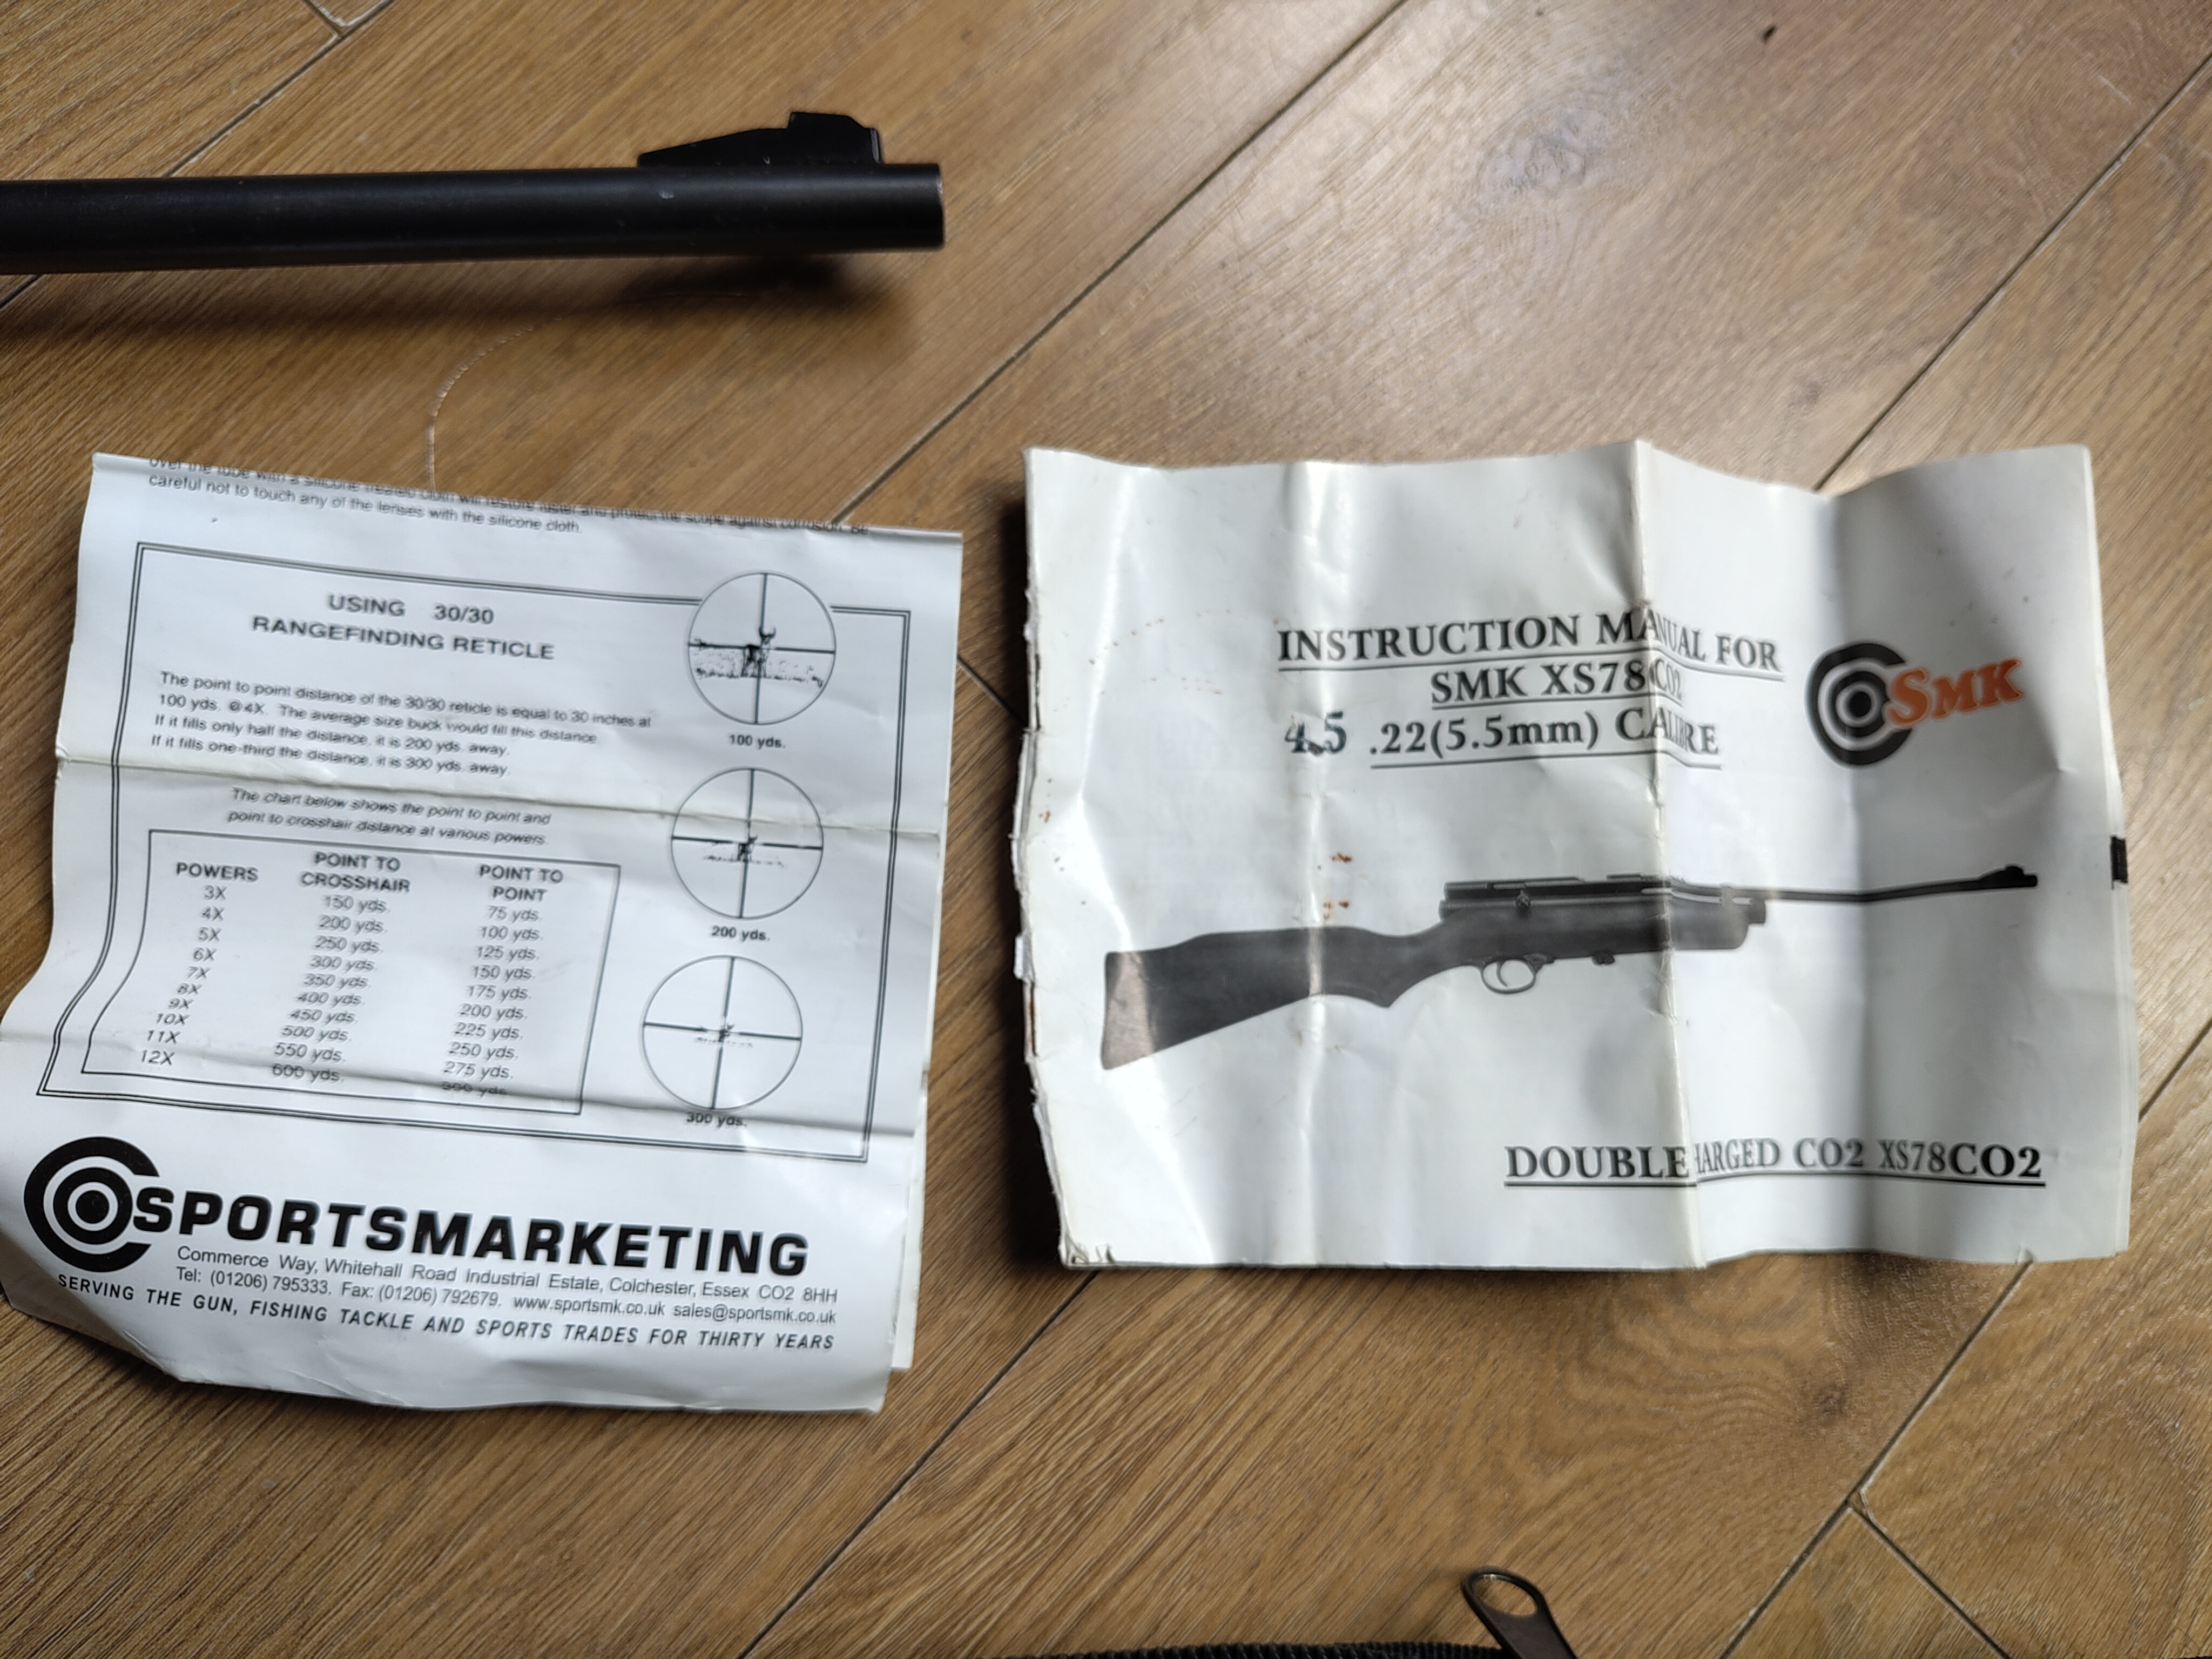 careful not to touch any of the lenses with the silicone cloth.
USING 30/30
RANGEFINDING RETICLE
The point to point distance of the 30/30 reticle is equal to 30 inches at
100 yds. @ 4X. The average size buck would fill this distance.
If it fills only half the distance, it is 200 yds. away.
If it fills one-third the distance, it is 300 yds. away.
The chart below shows the point to point and
point to crosshair distance at various powers.
POWERS POINT TO CROSSHAIR POINT TO POINT
3X 150 yds. 75 yds.
4X 200 yds. 100 yds.
5X 250 yds. 125 yds.
6X 300 yds. 150 yds.
7X 350 yds. 175 yds.
8X 400 yds. 200 yds.
9X 450 yds. 225 yds.
10X 500 yds. 250 yds.
11X 550 yds. 275 yds.
12X 600 yds. 300 yds.
100 yds.
200 yds.
300 yds.
SPORTSMARKETING
Commerce Way, Whitehall Road Industrial Estate, Colchester, Essex CO2 8HH
Tel: (01206) 795333. Fax: (01206) 792679. www.sportsmk.co.uk sales@sportsmk.co.uk
SERVING THE GUN, FISHING TACKLE AND SPORTS TRADES FOR THIRTY YEARS
INSTRUCTION MANUAL FOR
SMK XS78 CO2
4.5 .22(5.5mm) CALIBRE
SMK
DOUBLE HARGED CO2 XS78CO2